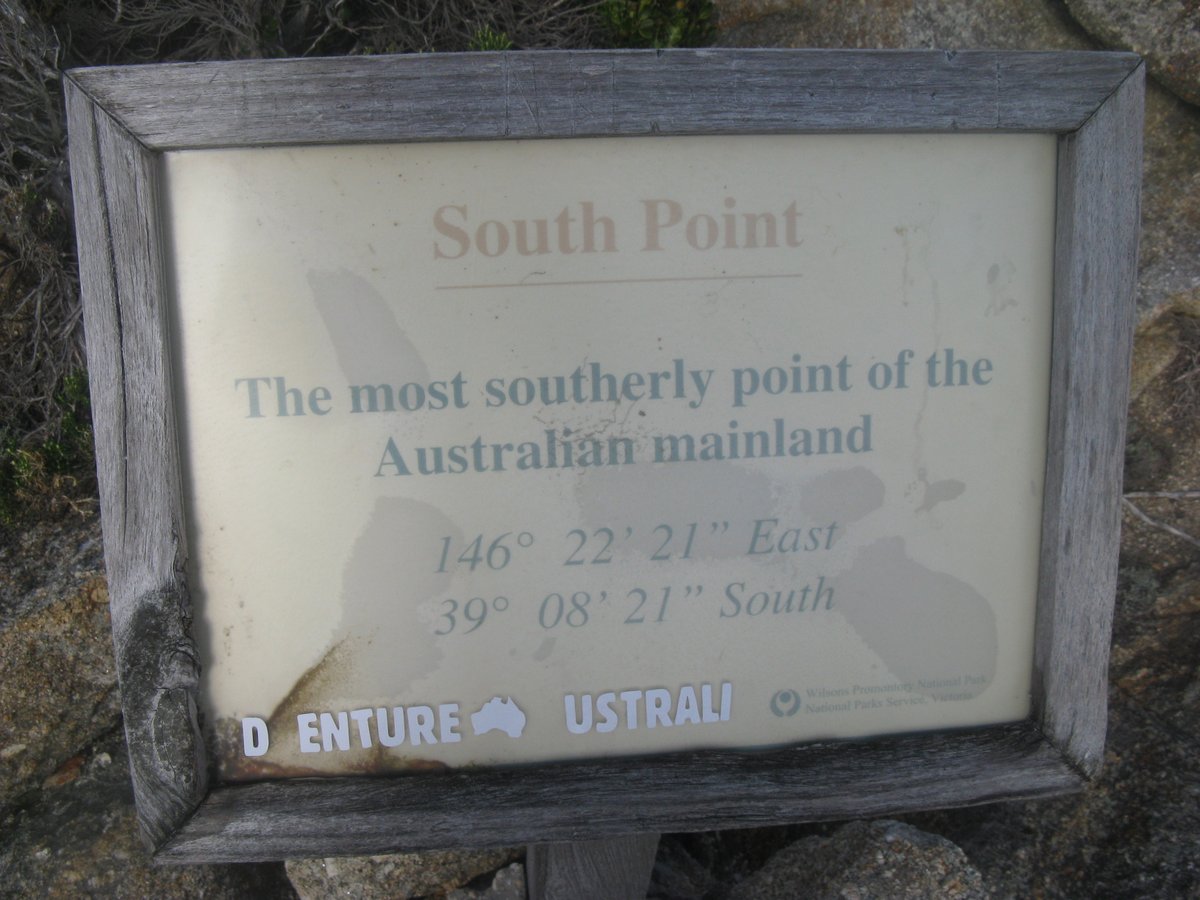 South Point
The most southerly point of the
Australian mainland
146° 22’ 21” East
39° 08’ 21” South
Wilsons Promontory National Park
National Parks Service, Victoria
D ENTURE USTRALI